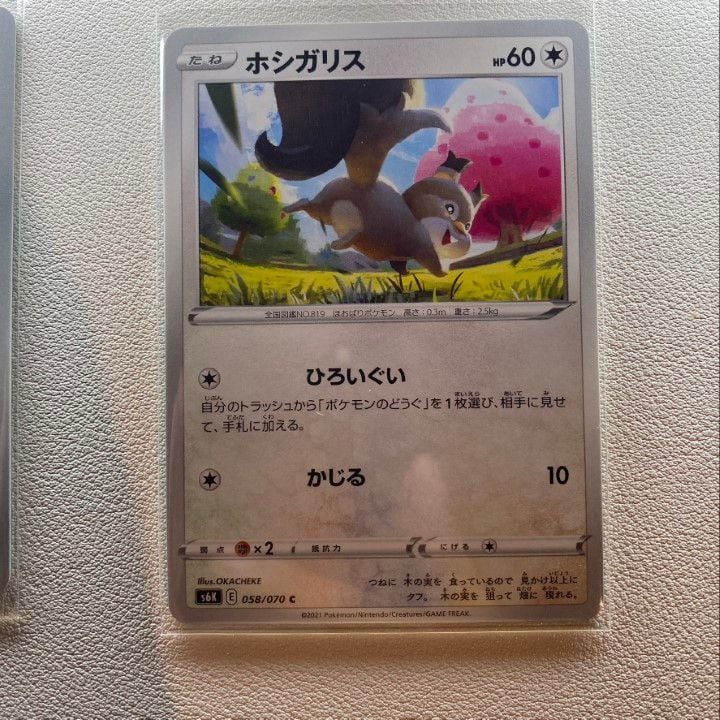 たね ホシガリス HP60
全国図鑑NO.819 ほおばりポケモン 高さ:0.3m 重さ:2.5kg
ひろいぐい
自分のトラッシュから「ポケモンのどうぐ」を1枚選び、相手に見せ
て、手札に加える。
かじる 10
弱点 ×2 抵抗力 にげる
Illus.OKACHEKE
s6K E 058/070 C
つねに 木の実を 食っているので 見かけ以上に
タフ。 木の実を 狙って 畑に 現れる。
©2021 Pokémon/Nintendo/Creatures/GAME FREAK.